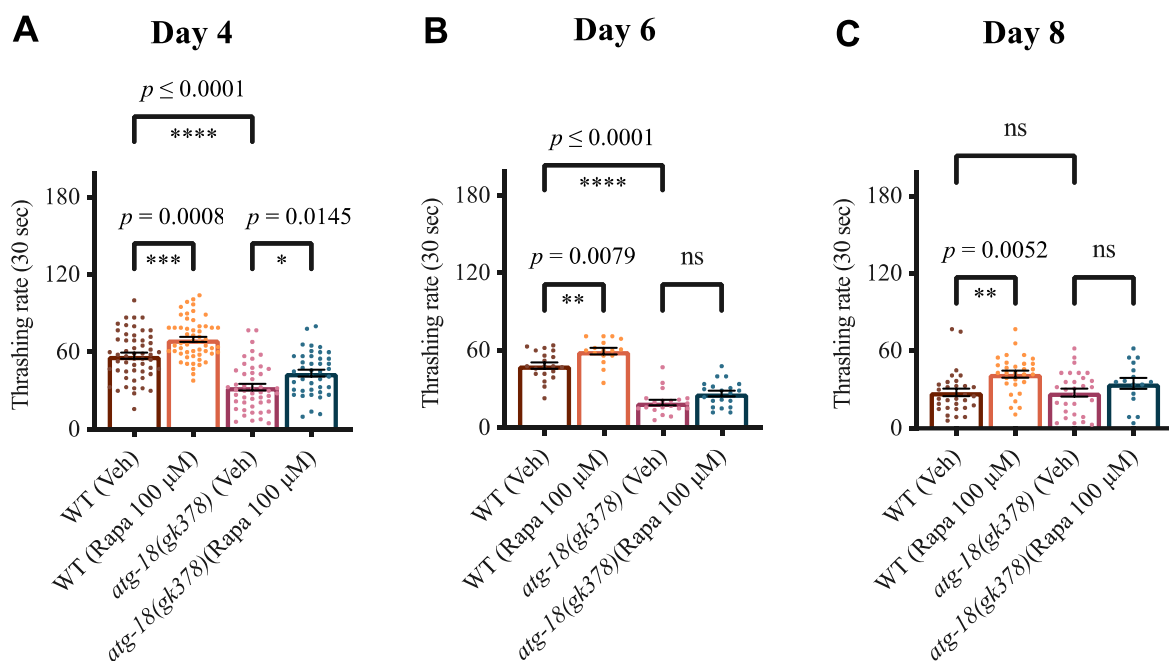 A
Day 4
p ≤ 0.0001
****
p = 0.0008
***
p = 0.0145
*
Thrashing rate (30 sec)
180
120
60
0
WT (Veh)
WT (Rapa 100 μM)
atg-18(gk378) (Veh)
atg-18(gk378)(Rapa 100 μM)
B
Day 6
p ≤ 0.0001
****
p = 0.0079
**
ns
Thrashing rate (30 sec)
180
120
60
0
WT (Veh)
WT (Rapa 100 μM)
atg-18(gk378) (Veh)
atg-18(gk378)(Rapa 100 μM)
C
Day 8
ns
p = 0.0052
**
ns
Thrashing rate (30 sec)
180
120
60
0
WT (Veh)
WT (Rapa 100 μM)
atg-18(gk378) (Veh)
atg-18(gk378)(Rapa 100 μM)